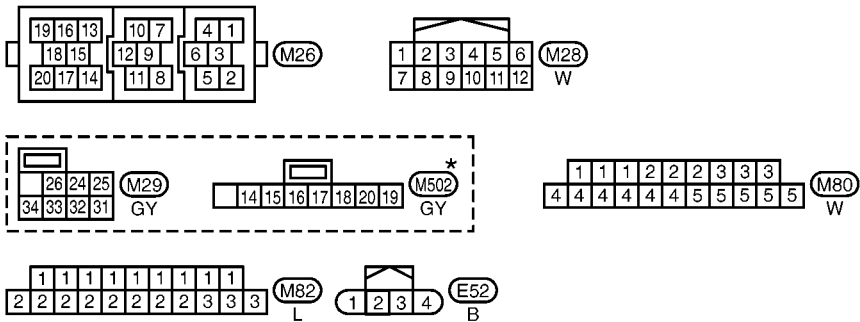 19 16 13 10 7 4 1
18 15 12 9 6 3 M26
20 17 14 11 8 5 2
1 2 3 4 5 6 M28
7 8 9 10 11 12 W
26 24 25 M29
34 33 32 31 GY
*
14 15 16 17 18 20 19 M502
GY
1 1 1 2 2 2 3 3 3 M80
4 4 4 4 4 4 5 5 5 5 5 W
1 1 1 1 1 1 1 1 1 M82
2 2 2 2 2 2 2 2 3 3 3 L
1 2 3 4 E52
B